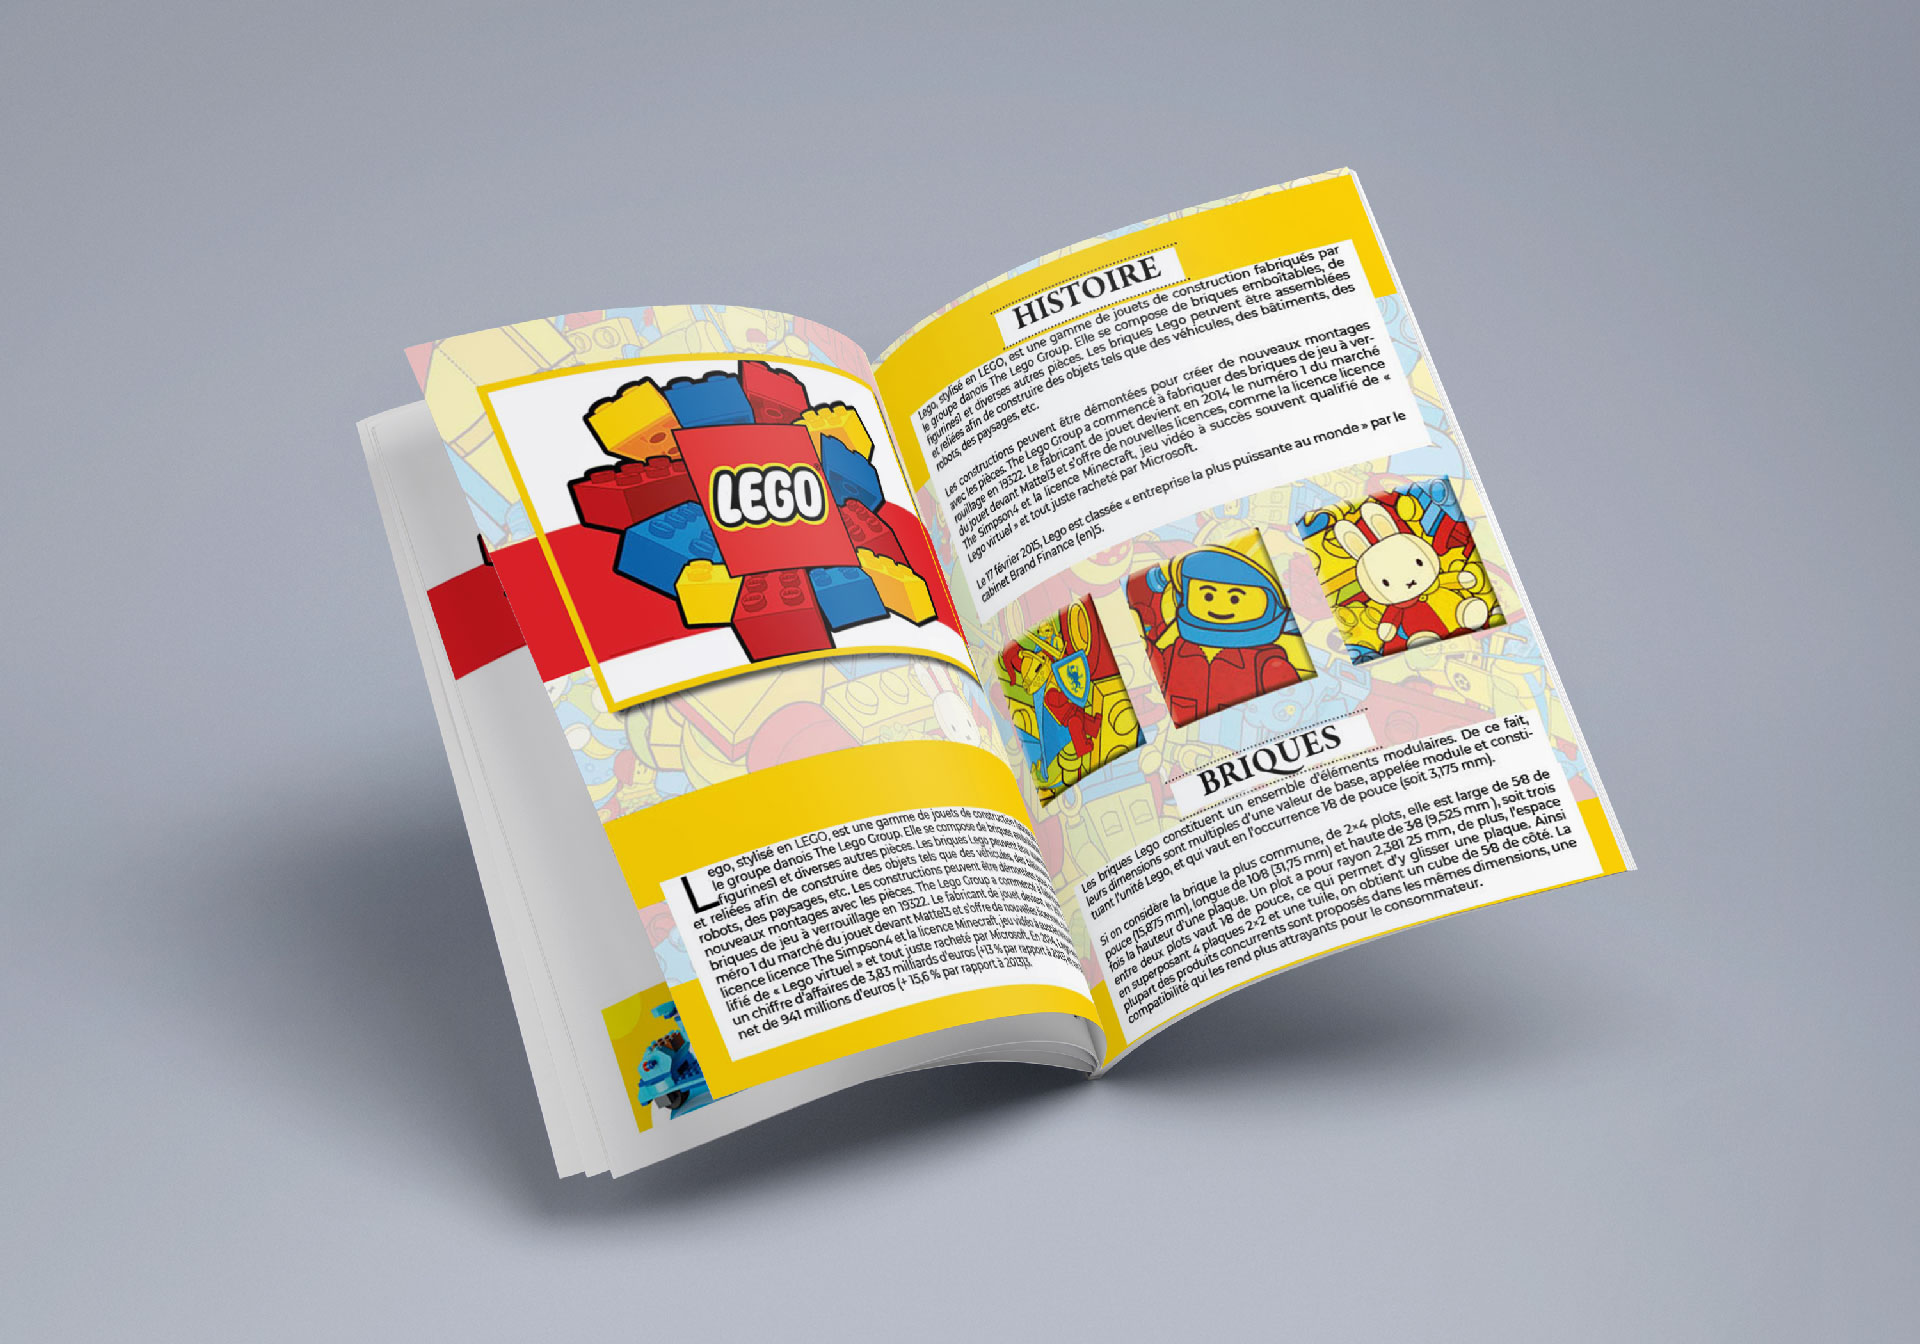 LEGO
Lego, stylisé en LEGO, est une gamme de jouets de construction
le groupe danois The Lego Group. Elle se compose de briques
figurines1 et diverses autres pièces. Les briques Lego peuvent être
et reliées afin de construire des objets tels que des véhicules, des
robots, des paysages, etc. Les constructions peuvent être démontées
nouveaux montages avec les pièces. The Lego Group a commencé à
briques de jeu à verrouillage en 19322. Le fabricant de jouet devient
méro 1 du marché du jouet devant Mattel3 et s'offre de nouvelles licences
licence licence The Simpson4 et la licence Minecraft, jeu vidéo à succès
lifié de « Lego virtuel » et tout juste racheté par Microsoft. En 2014,
un chiffre d'affaires de 3,83 milliards d'euros (+13 % par rapport à 2013)
net de 941 millions d'euros (+ 15,6 % par rapport à 2013)3.
HISTOIRE
Lego, stylisé en LEGO, est une gamme de jouets de construction fabriqués par
le groupe danois The Lego Group. Elle se compose de briques emboîtables, de
figurines1 et diverses autres pièces. Les briques Lego peuvent être assemblées
et reliées afin de construire des objets tels que des véhicules, des bâtiments, des
robots, des paysages, etc.
Les constructions peuvent être démontées pour créer de nouveaux montages
avec les pièces. The Lego Group a commencé à fabriquer des briques de jeu à ver-
rouillage en 19322. Le fabricant de jouet devient en 2014 le numéro 1 du marché
du jouet devant Mattel3 et s'offre de nouvelles licences, comme la licence licence
The Simpson4 et la licence Minecraft, jeu vidéo à succès souvent qualifié de «
Lego virtuel » et tout juste racheté par Microsoft.
Le 17 février 2015, Lego est classée « entreprise la plus puissante au monde » par le
cabinet Brand Finance (en)5.
BRIQUES
Les briques Lego constituent un ensemble d'éléments modulaires. De ce fait,
leurs dimensions sont multiples d'une valeur de base, appelée module et consti-
tuant l'unité Lego, et qui vaut en l'occurrence 1⁄8 de pouce (soit 3,175 mm).
Si on considère la brique la plus commune, de 2×4 plots, elle est large de 5⁄8 de
pouce (15,875 mm), longue de 10⁄8 (31,75 mm) et haute de 3⁄8 (9,525 mm ), soit trois
fois la hauteur d'une plaque. Un plot a pour rayon 2,381 25 mm, de plus, l'espace
entre deux plots vaut 1⁄8 de pouce, ce qui permet d'y glisser une plaque. Ainsi
en superposant 4 plaques 2×2 et une tuile, on obtient un cube de 5⁄8 de côté. La
plupart des produits concurrents sont proposés dans les mêmes dimensions, une
compatibilité qui les rend plus attrayants pour le consommateur.